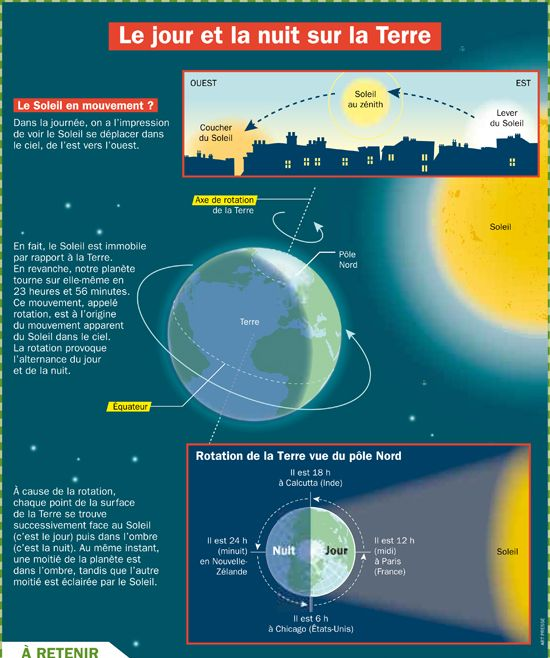 Le jour et la nuit sur la Terre
Le Soleil en mouvement ?
Dans la journée, on a l'impression
de voir le Soleil se déplacer dans
le ciel, de l'est vers l'ouest.
OUEST
EST
Soleil
au zénith
Coucher
du Soleil
Lever
du Soleil
Axe de rotation
de la Terre
Soleil
Pôle
Nord
En fait, le Soleil est immobile
par rapport à la Terre.
En revanche, notre planète
tourne sur elle-même en
23 heures et 56 minutes.
Ce mouvement, appelé
rotation, est à l'origine
du mouvement apparent
du Soleil dans le ciel.
La rotation provoque
l'alternance du jour
et de la nuit.
Terre
Équateur
Rotation de la Terre vue du pôle Nord
Il est 18 h
à Calcutta (Inde)
À cause de la rotation,
chaque point de la surface
de la Terre se trouve
successivement face au Soleil
(c'est le jour) puis dans l'ombre
(c'est la nuit). Au même instant,
une moitié de la planète est
dans l'ombre, tandis que l'autre
moitié est éclairée par le Soleil.
Il est 24 h
(minuit)
en Nouvelle-
Zélande
Nuit
Jour
Il est 12 h
(midi)
à Paris
(France)
Soleil
Il est 6 h
à Chicago (États-Unis)
ART PRESSE
À RETENIR